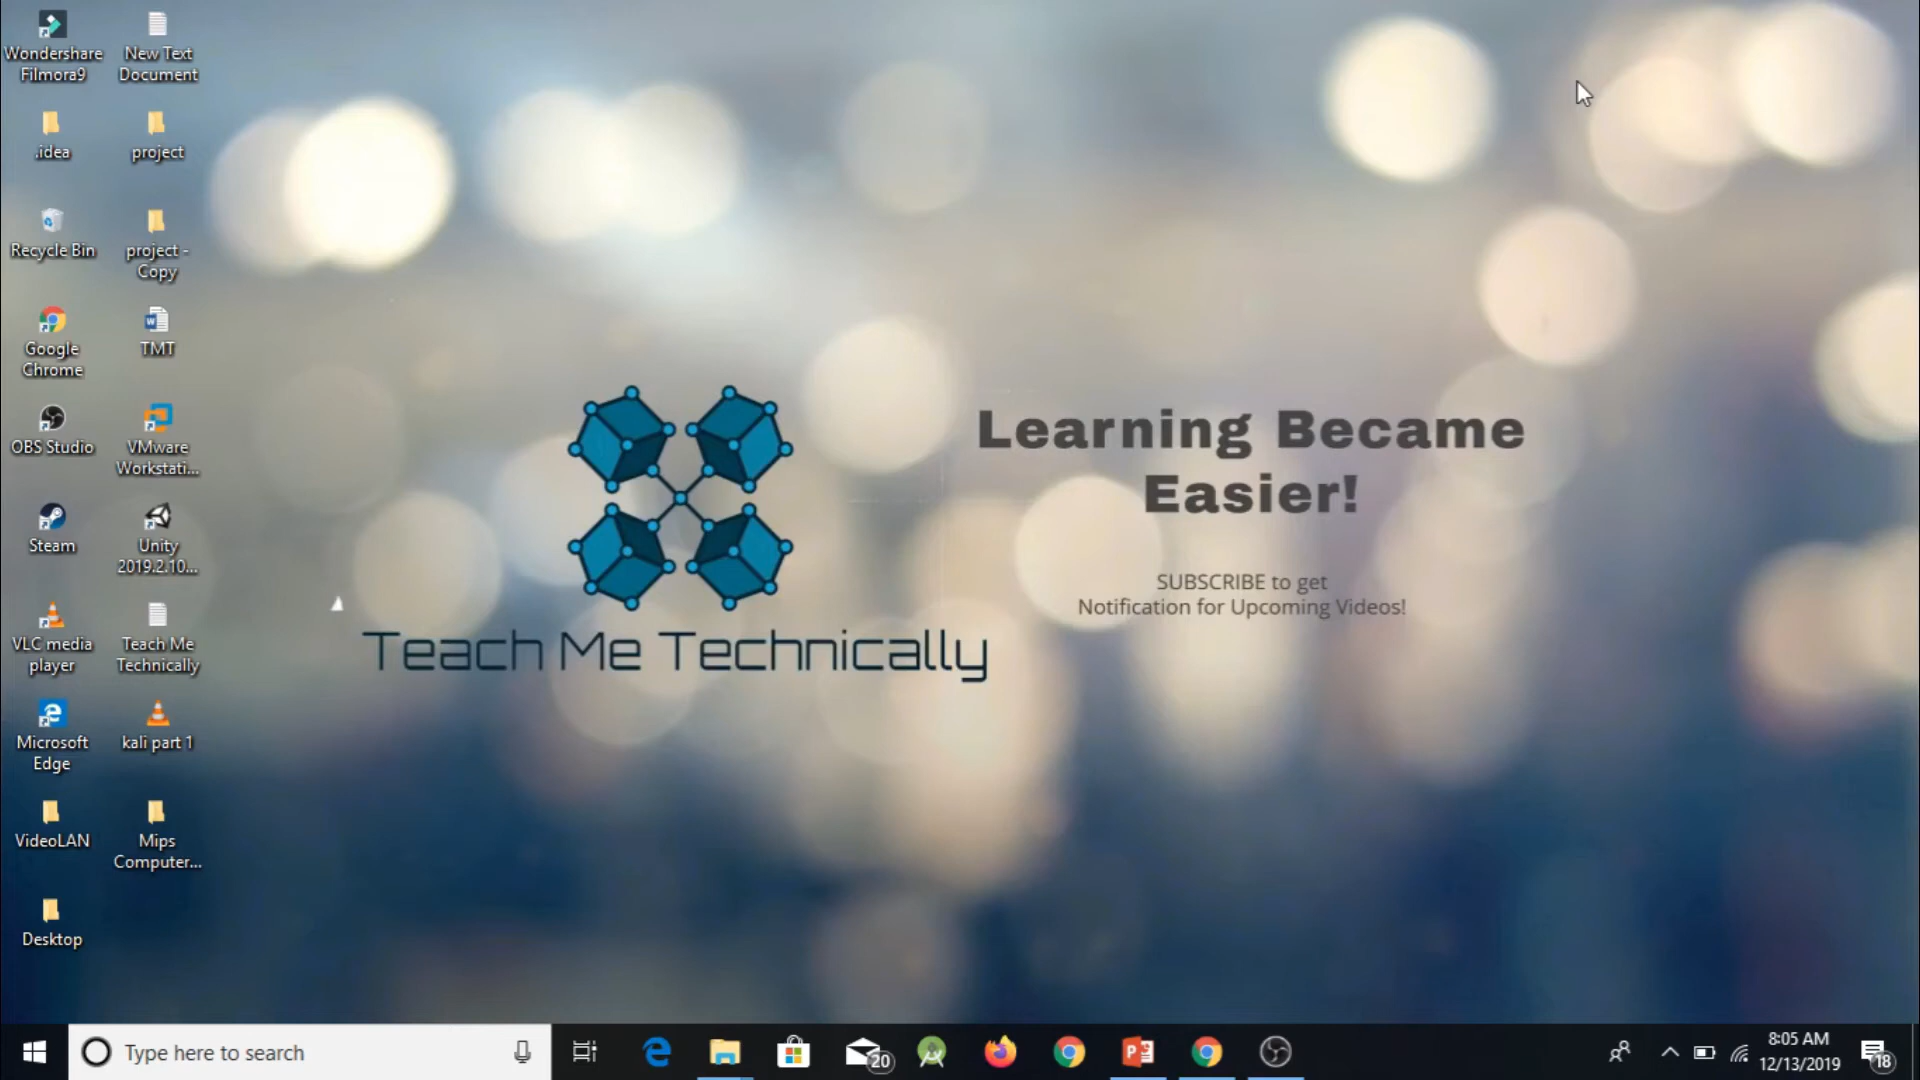 Wondershare
Filmora9
New Text
Document
.idea
project
Recycle Bin
project -
Copy
Google
Chrome
TMT
OBS Studio
VMware
Workstati...
Steam
Unity
2019.2.10...
VLC media
player
Teach Me
Technically
Microsoft
Edge
kali part 1
VideoLAN
Mips
Computer...
Desktop
Teach Me Technically
Learning Became
Easier!
SUBSCRIBE to get
Notification for Upcoming Videos!
Type here to search
20
8:05 AM
12/13/2019
18